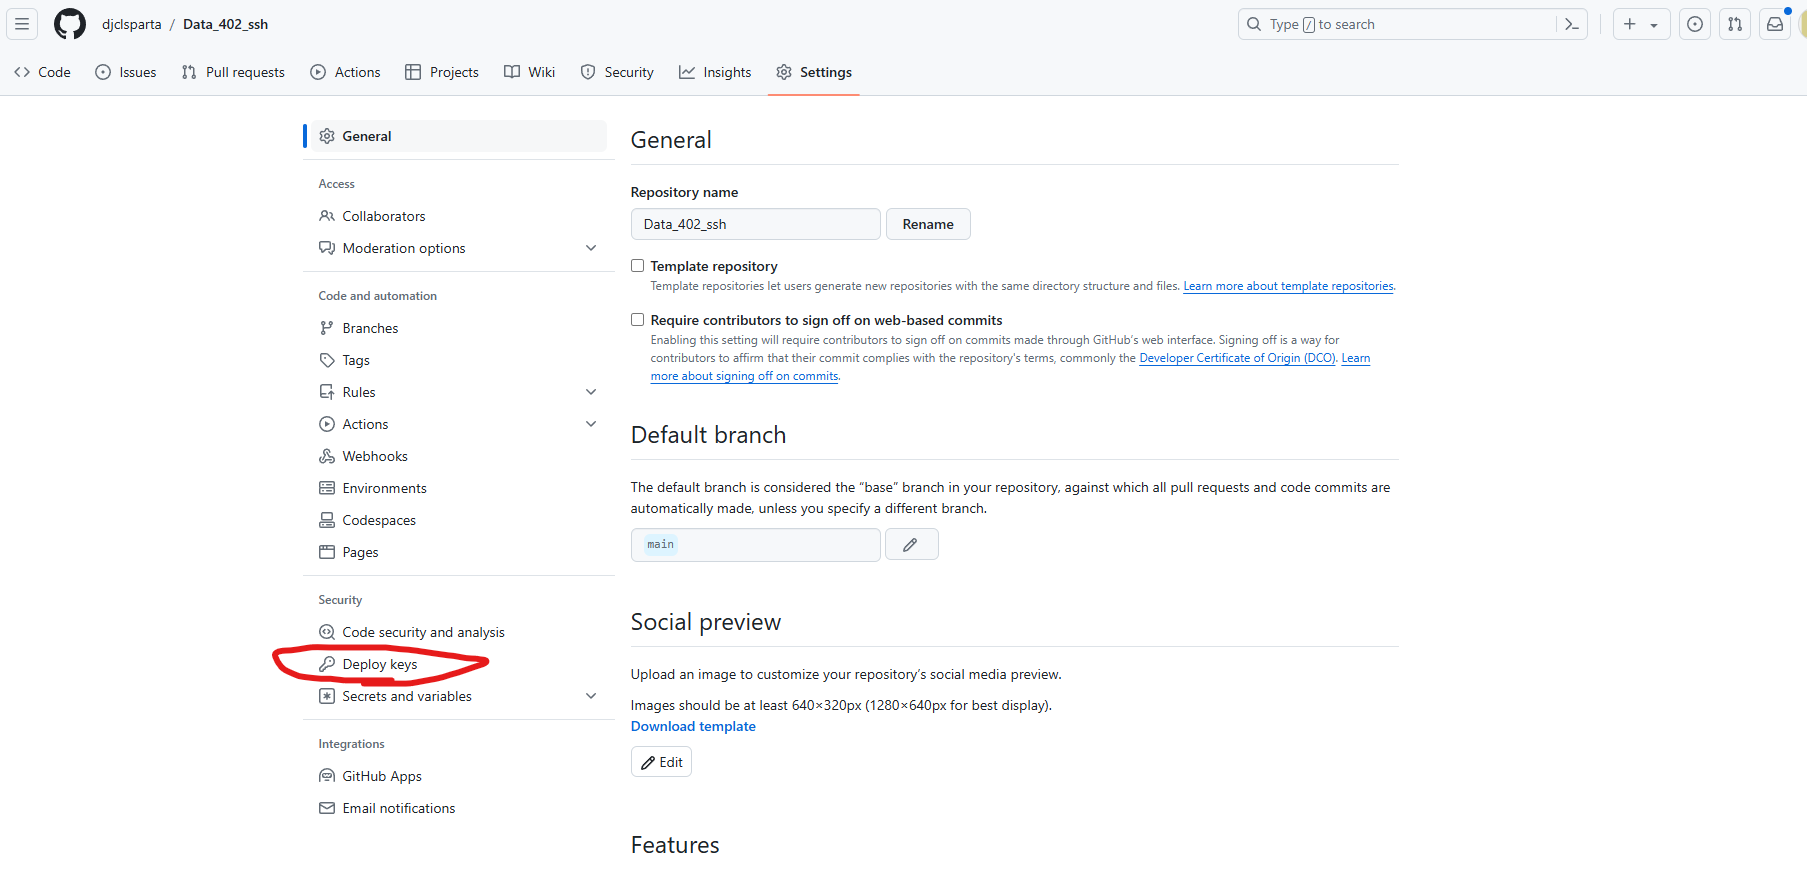 djclsparta / Data_402_ssh
Type / to search
Code Issues Pull requests Actions Projects Wiki Security Insights Settings
General
Access
Collaborators
Moderation options
Code and automation
Branches
Tags
Rules
Actions
Webhooks
Environments
Codespaces
Pages
Security
Code security and analysis
Deploy keys
Secrets and variables
Integrations
GitHub Apps
Email notifications
General
Repository name
Data_402_ssh Rename
Template repository
Template repositories let users generate new repositories with the same directory structure and files. Learn more about template repositories.
Require contributors to sign off on web-based commits
Enabling this setting will require contributors to sign off on commits made through GitHub’s web interface. Signing off is a way for
contributors to affirm that their commit complies with the repository's terms, commonly the Developer Certificate of Origin (DCO). Learn
more about signing off on commits.
Default branch
The default branch is considered the “base” branch in your repository, against which all pull requests and code commits are
automatically made, unless you specify a different branch.
main
Social preview
Upload an image to customize your repository’s social media preview.
Images should be at least 640×320px (1280×640px for best display).
Download template
Edit
Features